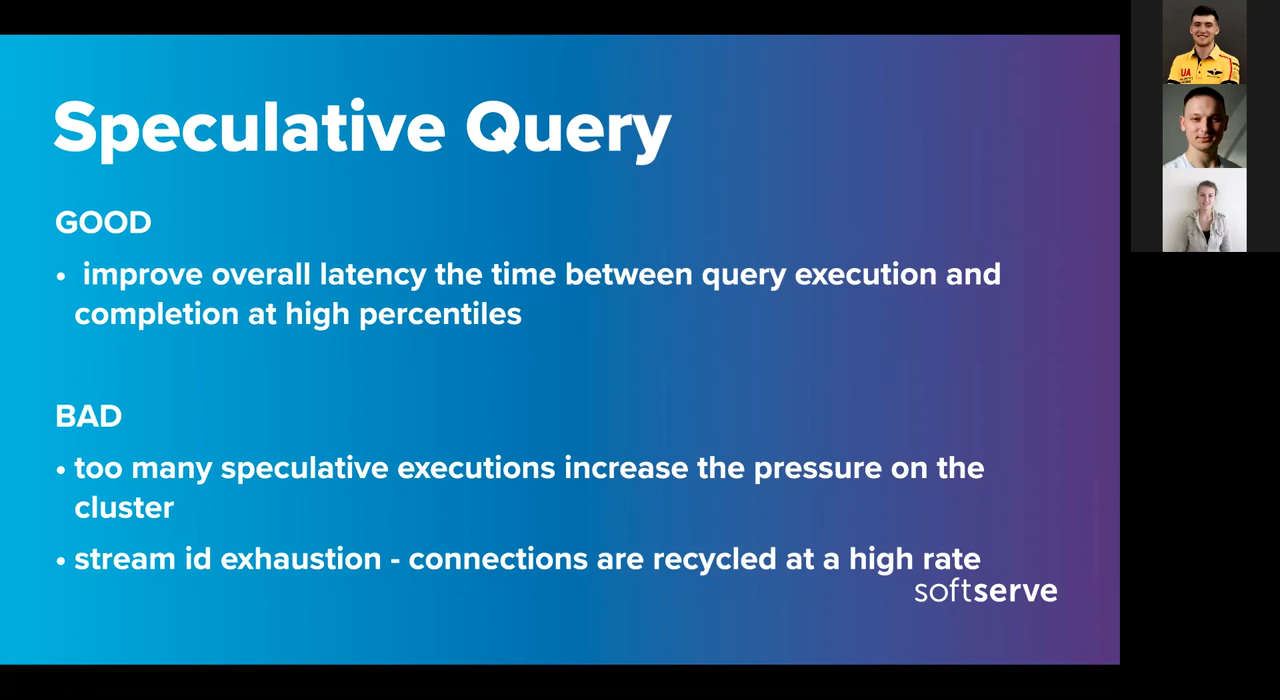 Speculative Query
GOOD
• improve overall latency the time between query execution and
completion at high percentiles
BAD
• too many speculative executions increase the pressure on the
cluster
• stream id exhaustion - connections are recycled at a high rate
softserve
UA